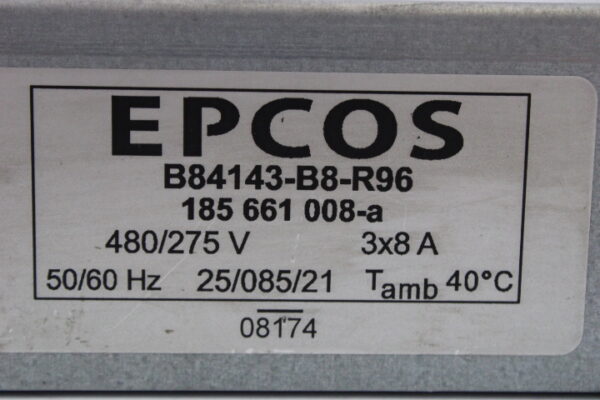 EPCOS
B84143-B8-R96
185 661 008-a
480/275 V 3x8 A
50/60 Hz 25/085/21 Tamb 40°C
08174